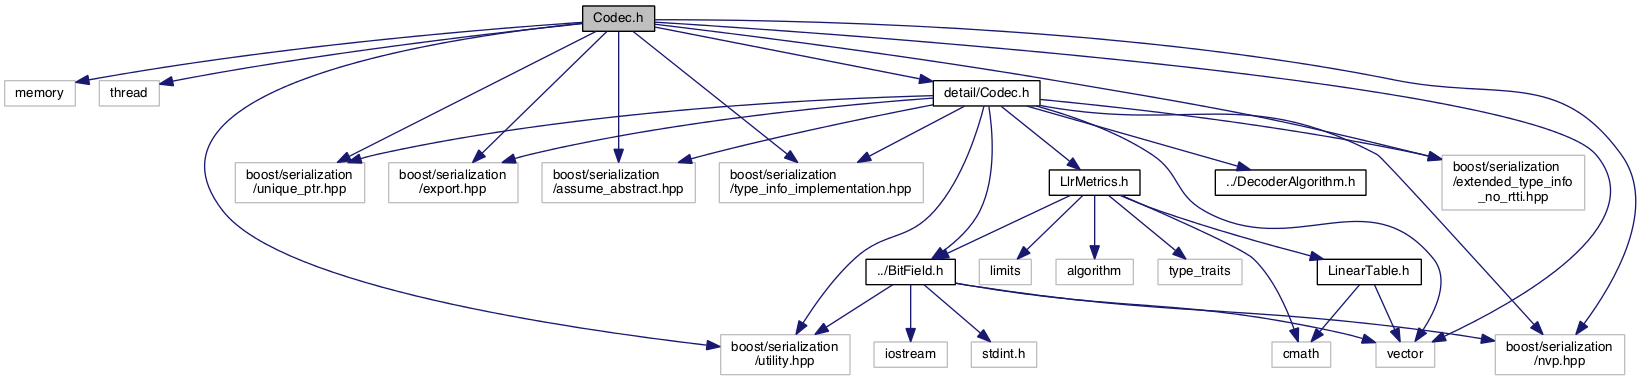 Codec.h
memory
thread
detail/Codec.h
boost/serialization
/unique_ptr.hpp
boost/serialization
/export.hpp
boost/serialization
/assume_abstract.hpp
boost/serialization
/type_info_implementation.hpp
LlrMetrics.h
../DecoderAlgorithm.h
boost/serialization
/extended_type_info
_no_rtti.hpp
../BitField.h
limits
algorithm
type_traits
LinearTable.h
boost/serialization
/utility.hpp
iostream
stdint.h
cmath
vector
boost/serialization
/nvp.hpp